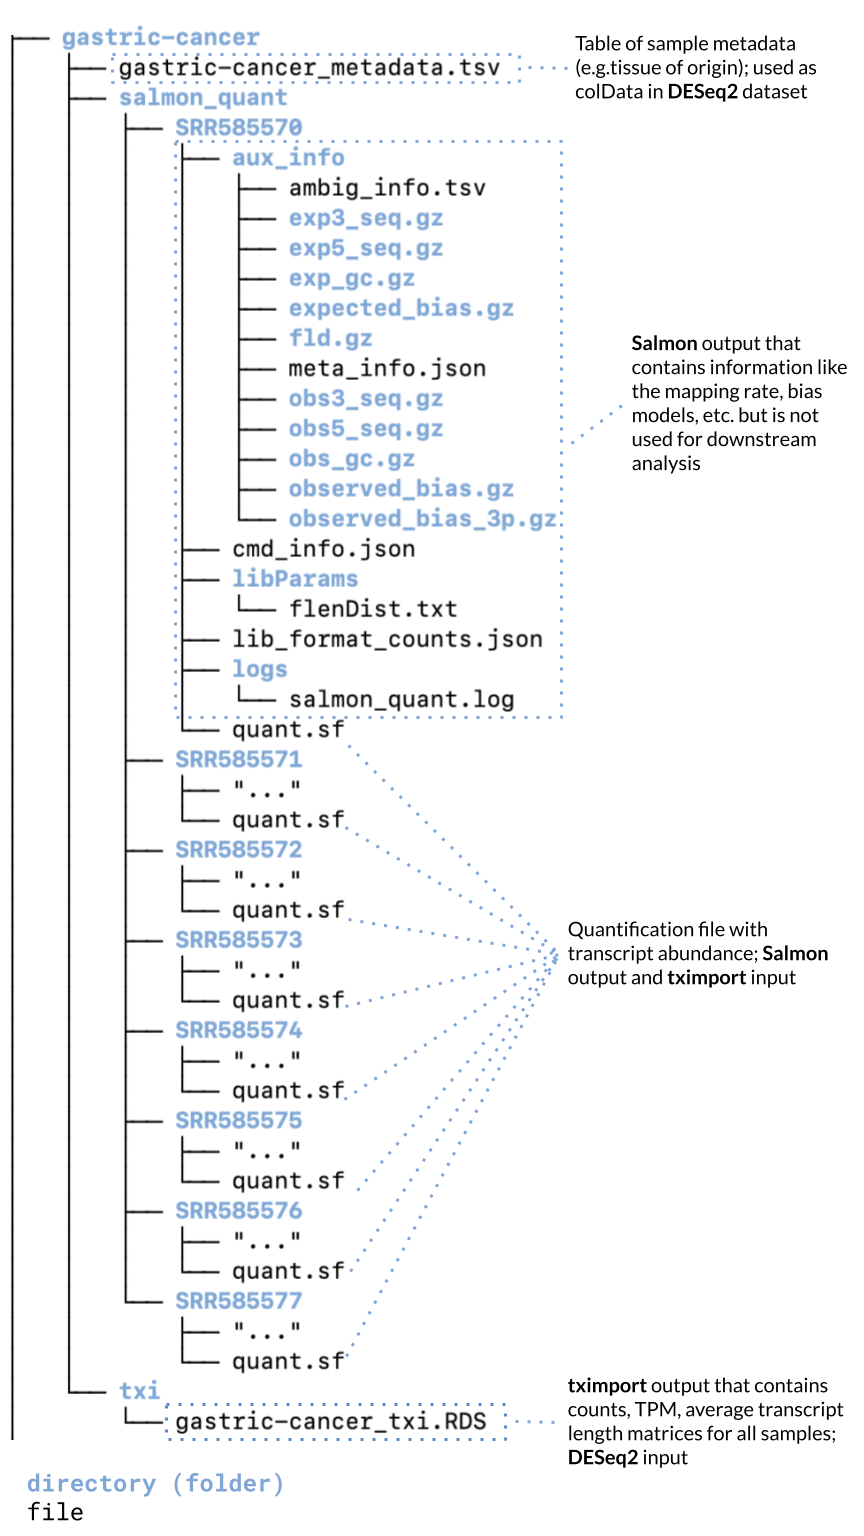 gastric-cancer
gastric-cancer_metadata.tsv
Table of sample metadata
(e.g.tissue of origin); used as
colData in DESeq2 dataset
salmon_quant
SRR585570
aux_info
ambig_info.tsv
exp3_seq.gz
exp5_seq.gz
exp_gc.gz
expected_bias.gz
fld.gz
meta_info.json
obs3_seq.gz
obs5_seq.gz
obs_gc.gz
observed_bias.gz
observed_bias_3p.gz
Salmon output that
contains information like
the mapping rate, bias
models, etc. but is not
used for downstream
analysis
cmd_info.json
libParams
flenDist.txt
lib_format_counts.json
logs
salmon_quant.log
quant.sf
SRR585571
"..."
quant.sf
SRR585572
"..."
quant.sf
SRR585573
"..."
quant.sf
Quantification file with
transcript abundance; Salmon
output and tximport input
SRR585574
"..."
quant.sf
SRR585575
"..."
quant.sf
SRR585576
"..."
quant.sf
SRR585577
"..."
quant.sf
txi
gastric-cancer_txi.RDS
tximport output that contains
counts, TPM, average transcript
length matrices for all samples;
DESeq2 input
directory (folder)
file